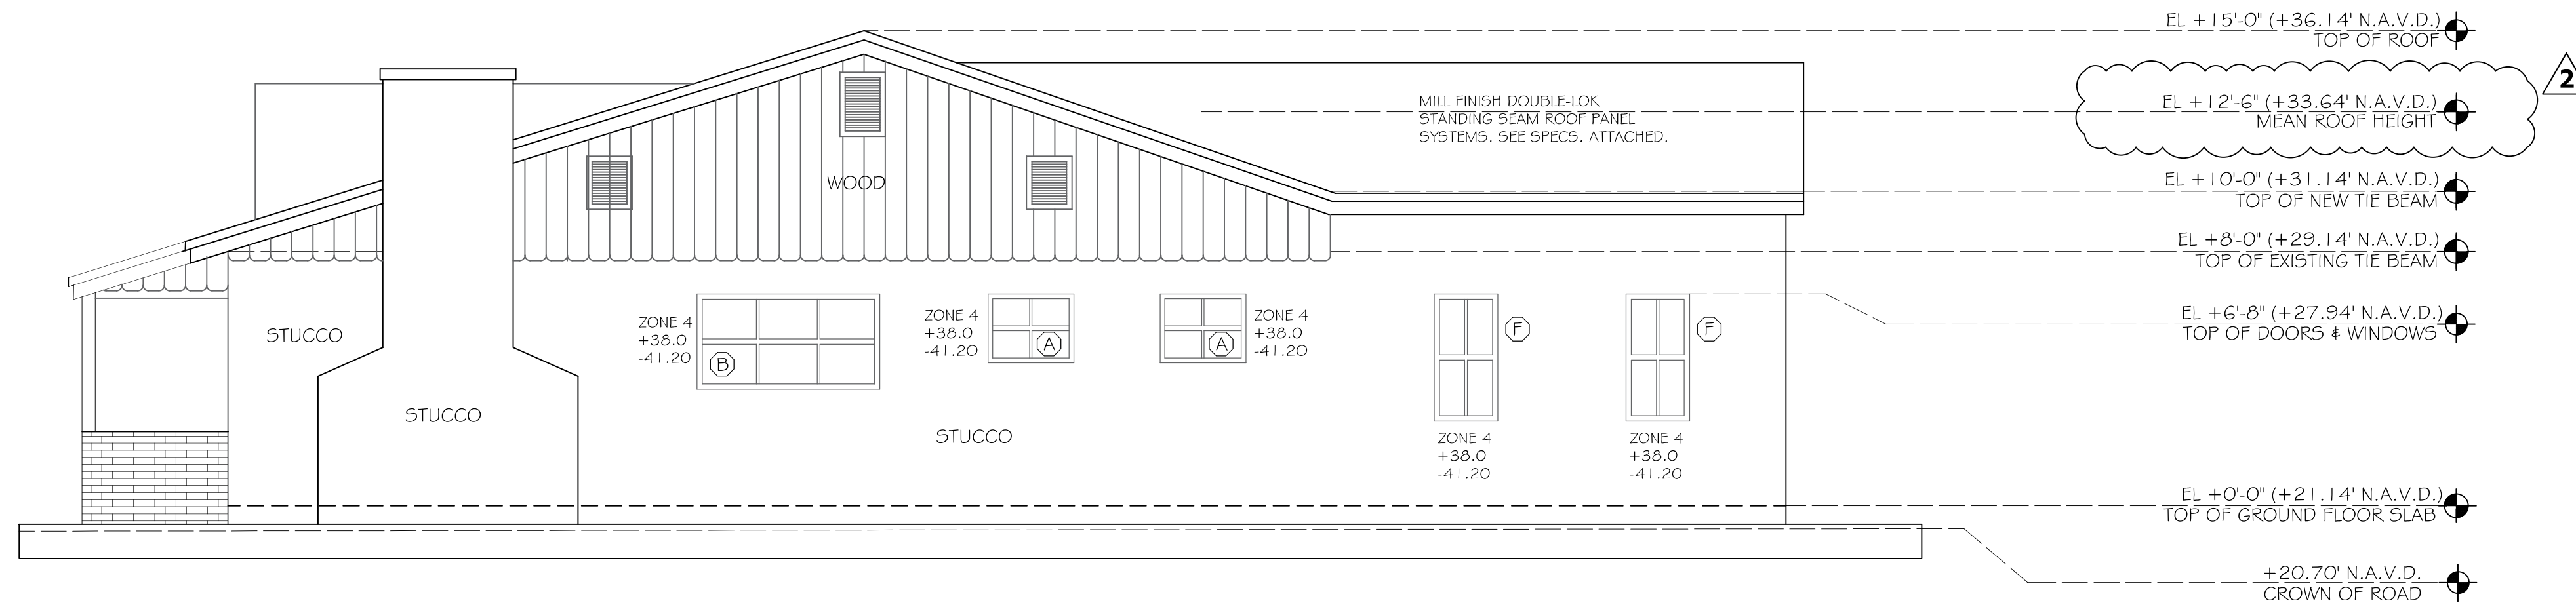 EL +15'-0" (+36.14' N.A.V.D.)
TOP OF ROOF
2
EL +12'-6" (+33.64' N.A.V.D.)
MEAN ROOF HEIGHT
MILL FINISH DOUBLE-LOK
STANDING SEAM ROOF PANEL
SYSTEMS. SEE SPECS. ATTACHED.
WOOD
EL +10'-0" (+31.14' N.A.V.D.)
TOP OF NEW TIE BEAM
EL +8'-0" (+29.14' N.A.V.D.)
TOP OF EXISTING TIE BEAM
EL +6'-8" (+27.94' N.A.V.D.)
TOP OF DOORS & WINDOWS
STUCCO
STUCCO
ZONE 4
+38.0
-41.20
B
ZONE 4
+38.0
-41.20
A
A
ZONE 4
+38.0
-41.20
F
F
STUCCO
ZONE 4
+38.0
-41.20
ZONE 4
+38.0
-41.20
EL +0'-0" (+21.14' N.A.V.D.)
TOP OF GROUND FLOOR SLAB
+20.70' N.A.V.D.
CROWN OF ROAD